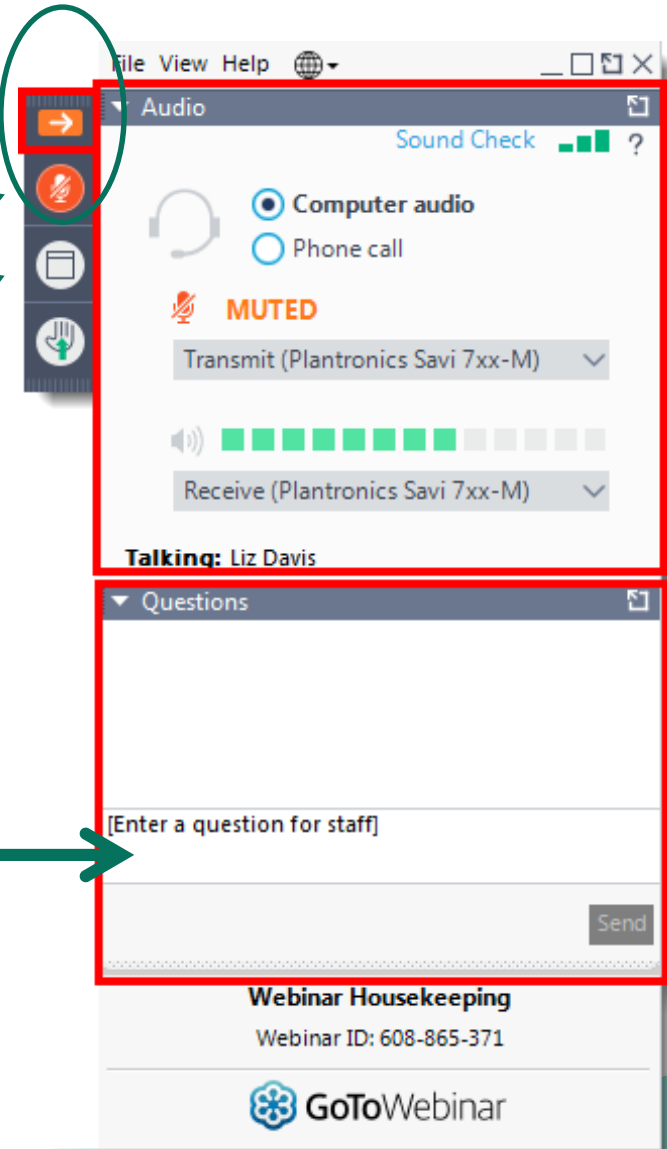 File View Help
Audio
Sound Check ?
Computer audio
Phone call
MUTED
Transmit (Plantronics Savi 7xx-M)
Receive (Plantronics Savi 7xx-M)
Talking: Liz Davis
Questions
[Enter a question for staff]
Send
Webinar Housekeeping
Webinar ID: 608-865-371
GoToWebinar